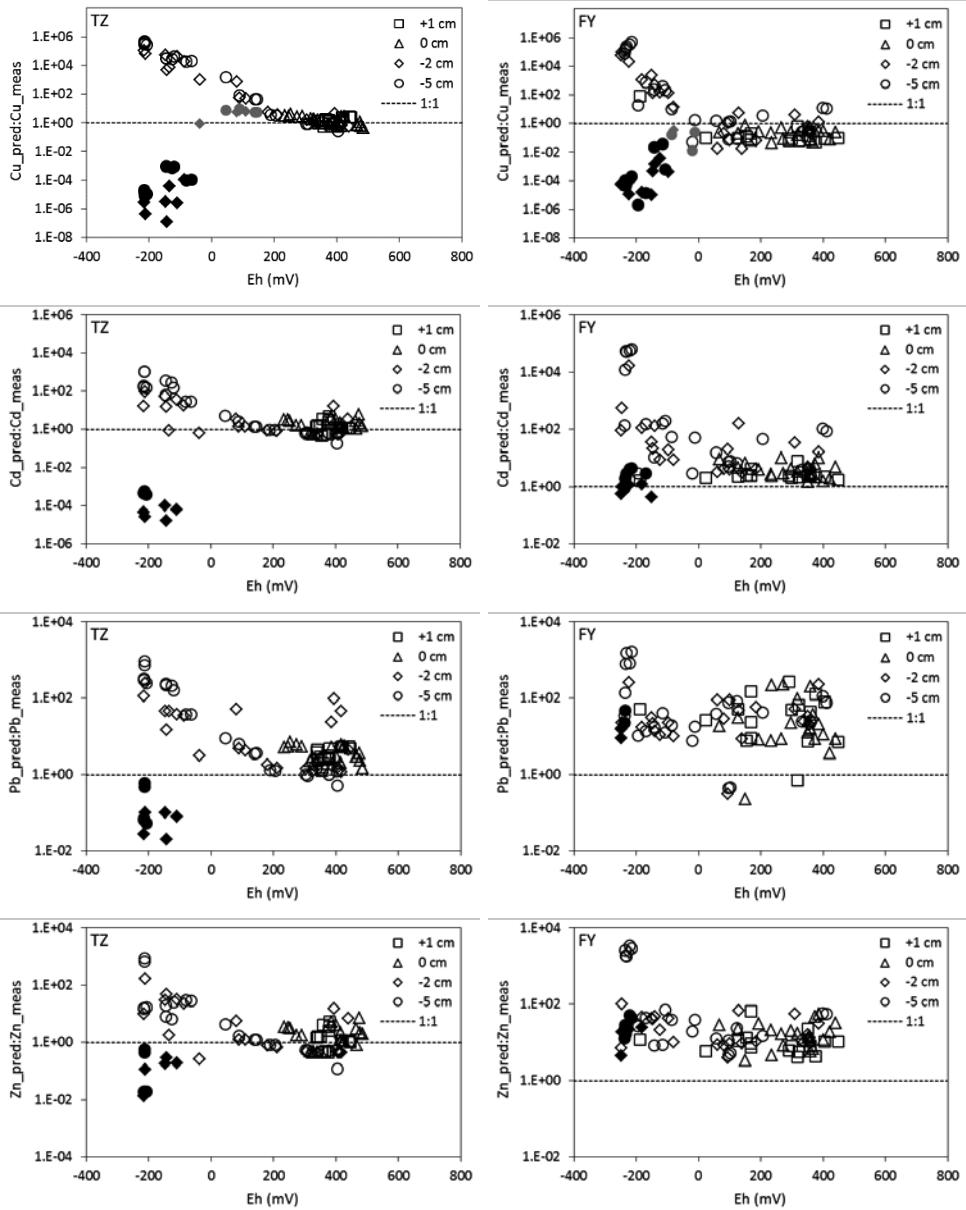 TZ
Cu_pred:Cu_meas
1.E+06
1.E+04
1.E+02
1.E+00
1.E-02
1.E-04
1.E-06
1.E-08
-400 -200 0 200 400 600 800
Eh (mV)
+1 cm
0 cm
-2 cm
-5 cm
1:1
FY
Cu_pred:Cu_meas
1.E+06
1.E+04
1.E+02
1.E+00
1.E-02
1.E-04
1.E-06
1.E-08
-400 -200 0 200 400 600 800
Eh (mV)
+1 cm
0 cm
-2 cm
-5 cm
1:1
TZ
Cd_pred:Cd_meas
1.E+06
1.E+04
1.E+02
1.E+00
1.E-02
1.E-04
1.E-06
-400 -200 0 200 400 600 800
Eh (mV)
+1 cm
0 cm
-2 cm
-5 cm
1:1
FY
Cd_pred:Cd_meas
1.E+06
1.E+04
1.E+02
1.E+00
1.E-02
-400 -200 0 200 400 600 800
Eh (mV)
+1 cm
0 cm
-2 cm
-5 cm
1:1
TZ
Pb_pred:Pb_meas
1.E+04
1.E+02
1.E+00
1.E-02
-400 -200 0 200 400 600 800
Eh (mV)
+1 cm
0 cm
-2 cm
-5 cm
1:1
FY
Pb_pred:Pb_meas
1.E+04
1.E+02
1.E+00
1.E-02
-400 -200 0 200 400 600 800
Eh (mV)
+1 cm
0 cm
-2 cm
-5 cm
1:1
TZ
Zn_pred:Zn_meas
1.E+04
1.E+02
1.E+00
1.E-02
1.E-04
-400 -200 0 200 400 600 800
Eh (mV)
+1 cm
0 cm
-2 cm
-5 cm
1:1
FY
Zn_pred:Zn_meas
1.E+04
1.E+02
1.E+00
1.E-02
-400 -200 0 200 400 600 800
Eh (mV)
+1 cm
0 cm
-2 cm
-5 cm
1:1